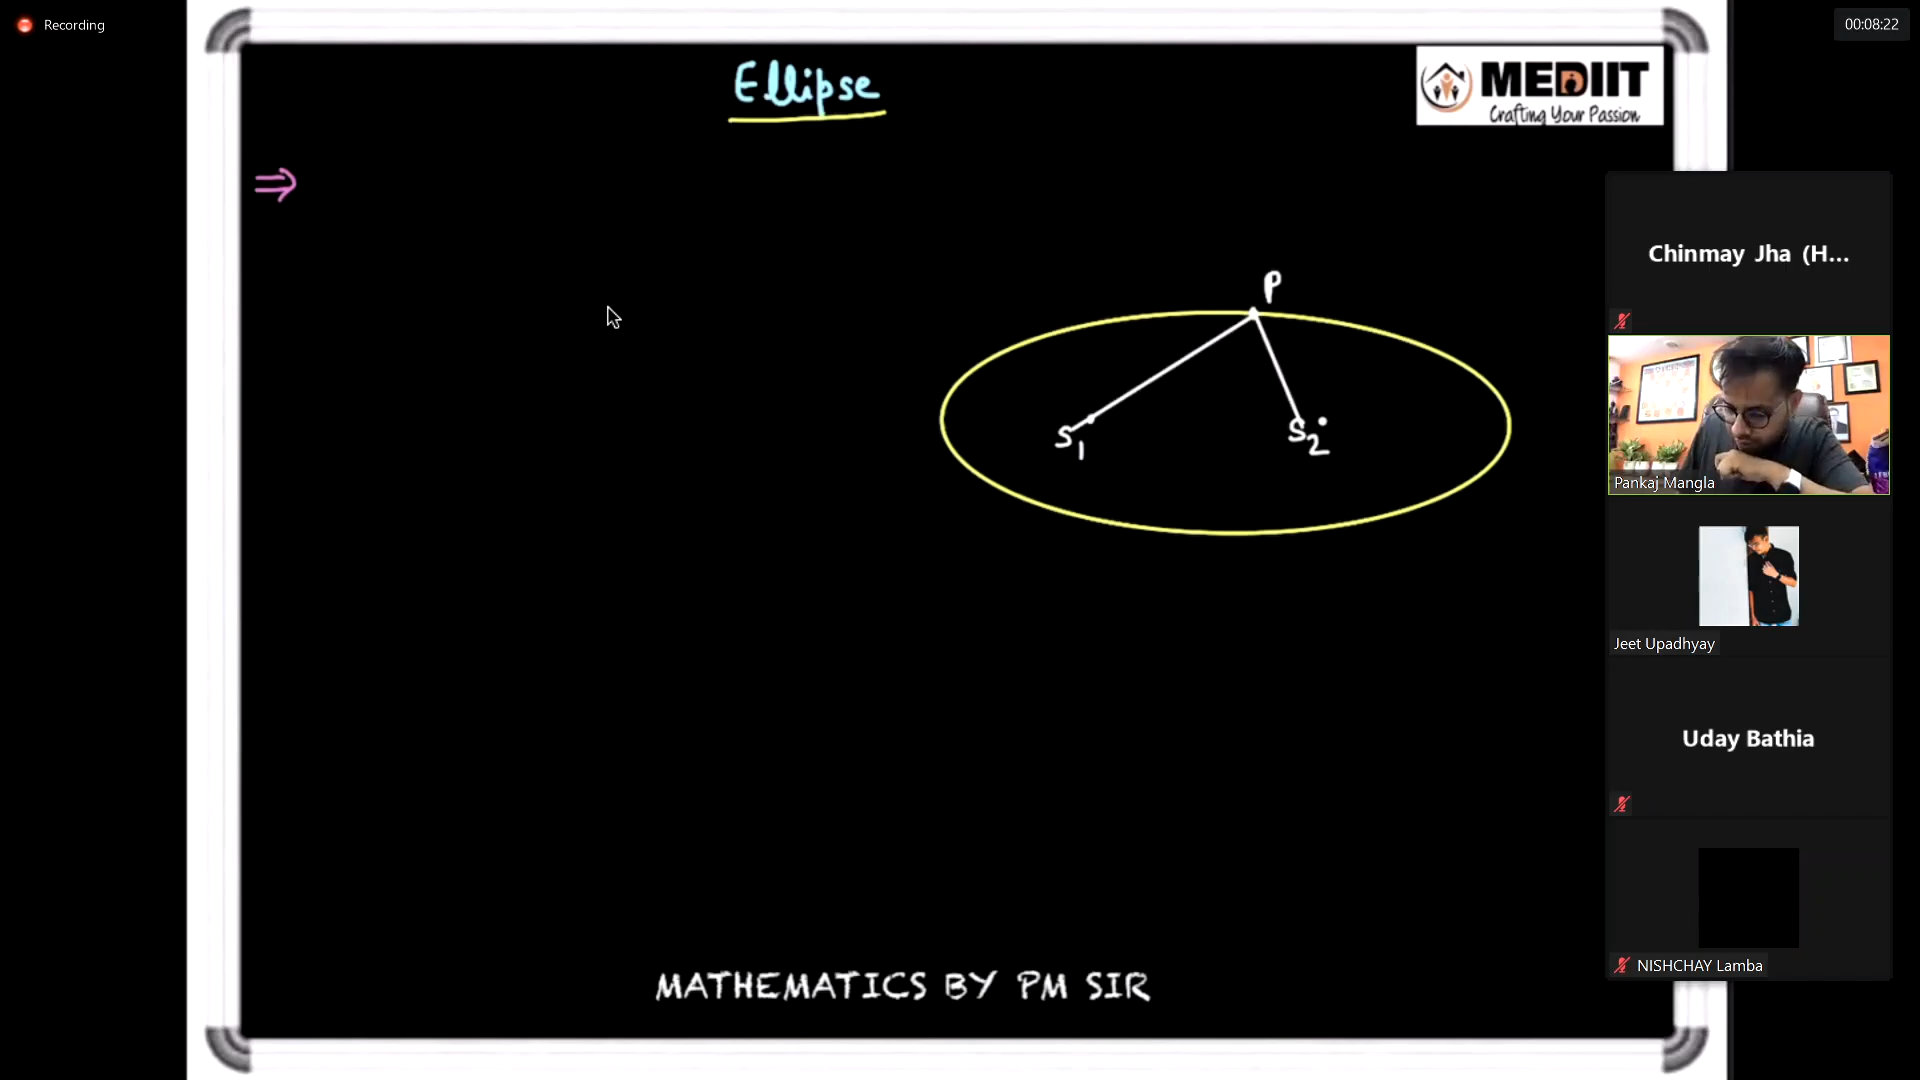 Recording
00:08:22
Ellipse
MEDIIT
Crafting Your Passion
⇒
P
S1
S2
Chinmay Jha (H...
Pankaj Mangla
Jeet Upadhyay
Uday Bathia
NISHCHAY Lamba
MATHEMATICS BY PM SIR